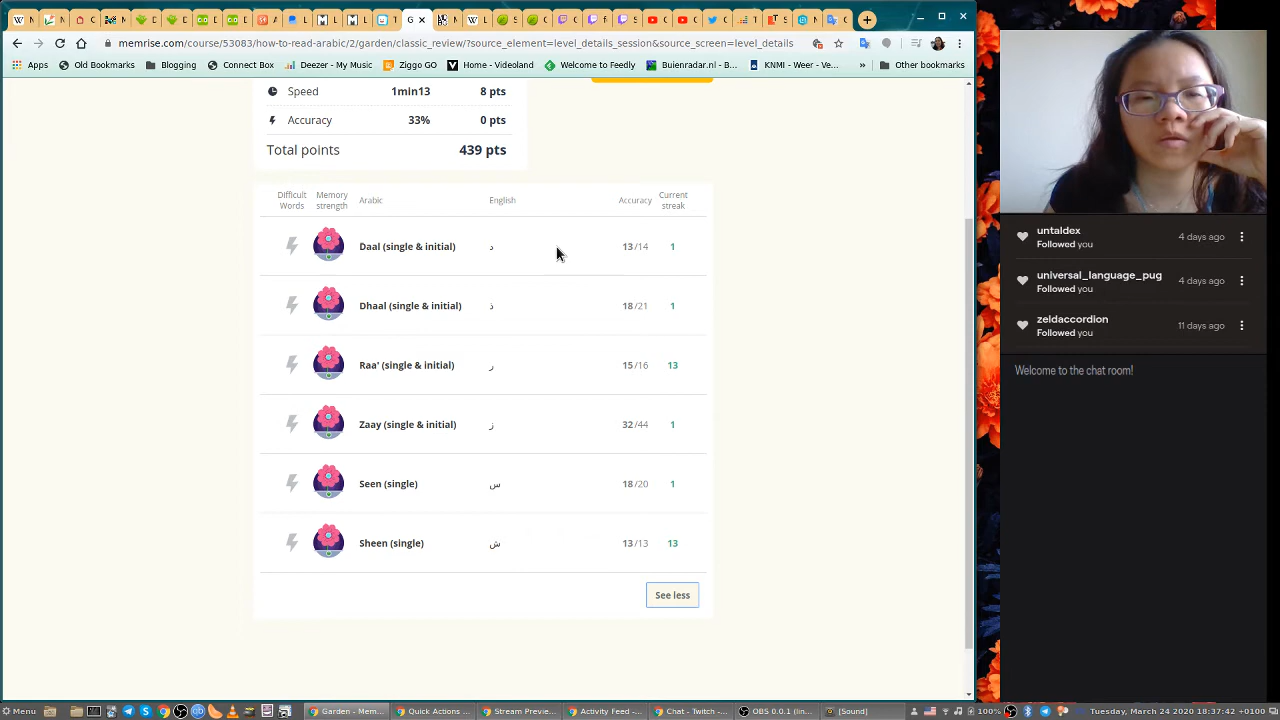 memrise.com/course/53083/how-to-read-arabic/2/garden/classic_review/?source_element=level_details_session&source_screen=level_details
Apps Old Bookmarks Blogging Connect Box Deezer - My Music Ziggo GO Home - Videoland Welcome to Feedly Buienradar.nl - B... KNMI - Weer - Ve... » Other bookmarks
Speed 1min13 8 pts
Accuracy 33% 0 pts
Total points 439 pts
Difficult Words Memory strength Arabic English Accuracy Current streak
Daal (single & initial) د 13/14 1
Dhaal (single & initial) ذ 18/21 1
Raa' (single & initial) ر 15/16 13
Zaay (single & initial) ز 32/44 1
Seen (single) س 18/20 1
Sheen (single) ش 13/13 13
See less
untaldex
Followed you 4 days ago
universal_language_pug
Followed you 4 days ago
zeldaccordion
Followed you 11 days ago
Welcome to the chat room!
Menu Garden - Mem... Quick Actions ... Stream Previe... Activity Feed -... Chat - Twitch -... OBS 0.0.1 (lin... [Sound] 100% Tuesday, March 24 2020 18:37:42 +0100